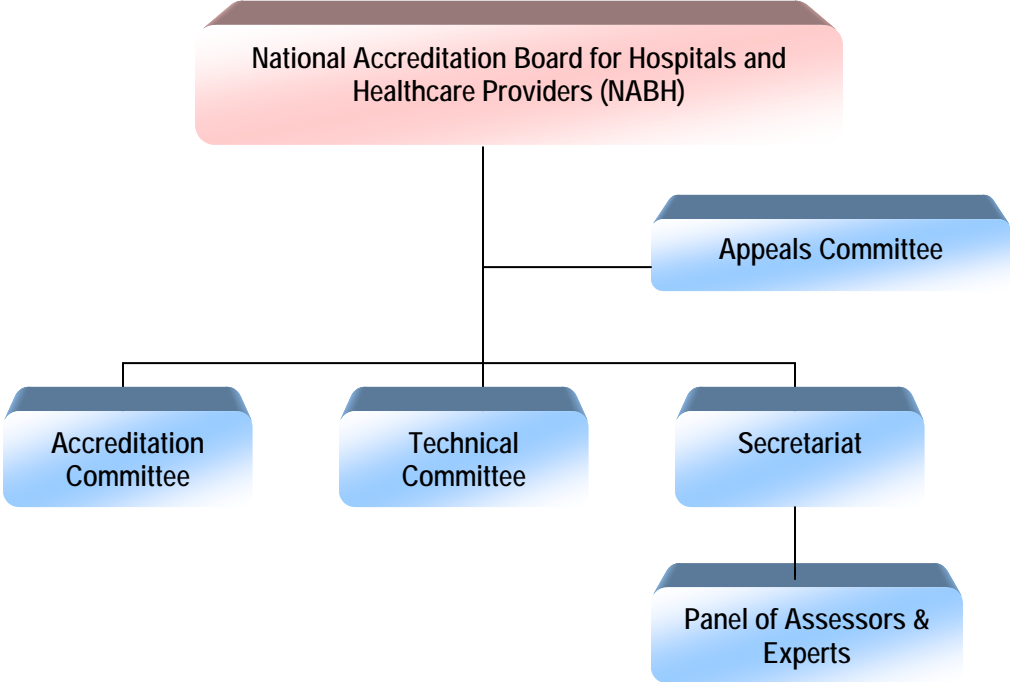 National Accreditation Board for Hospitals and
Healthcare Providers (NABH)
Appeals Committee
Accreditation
Committee
Technical
Committee
Secretariat
Panel of Assessors &
Experts